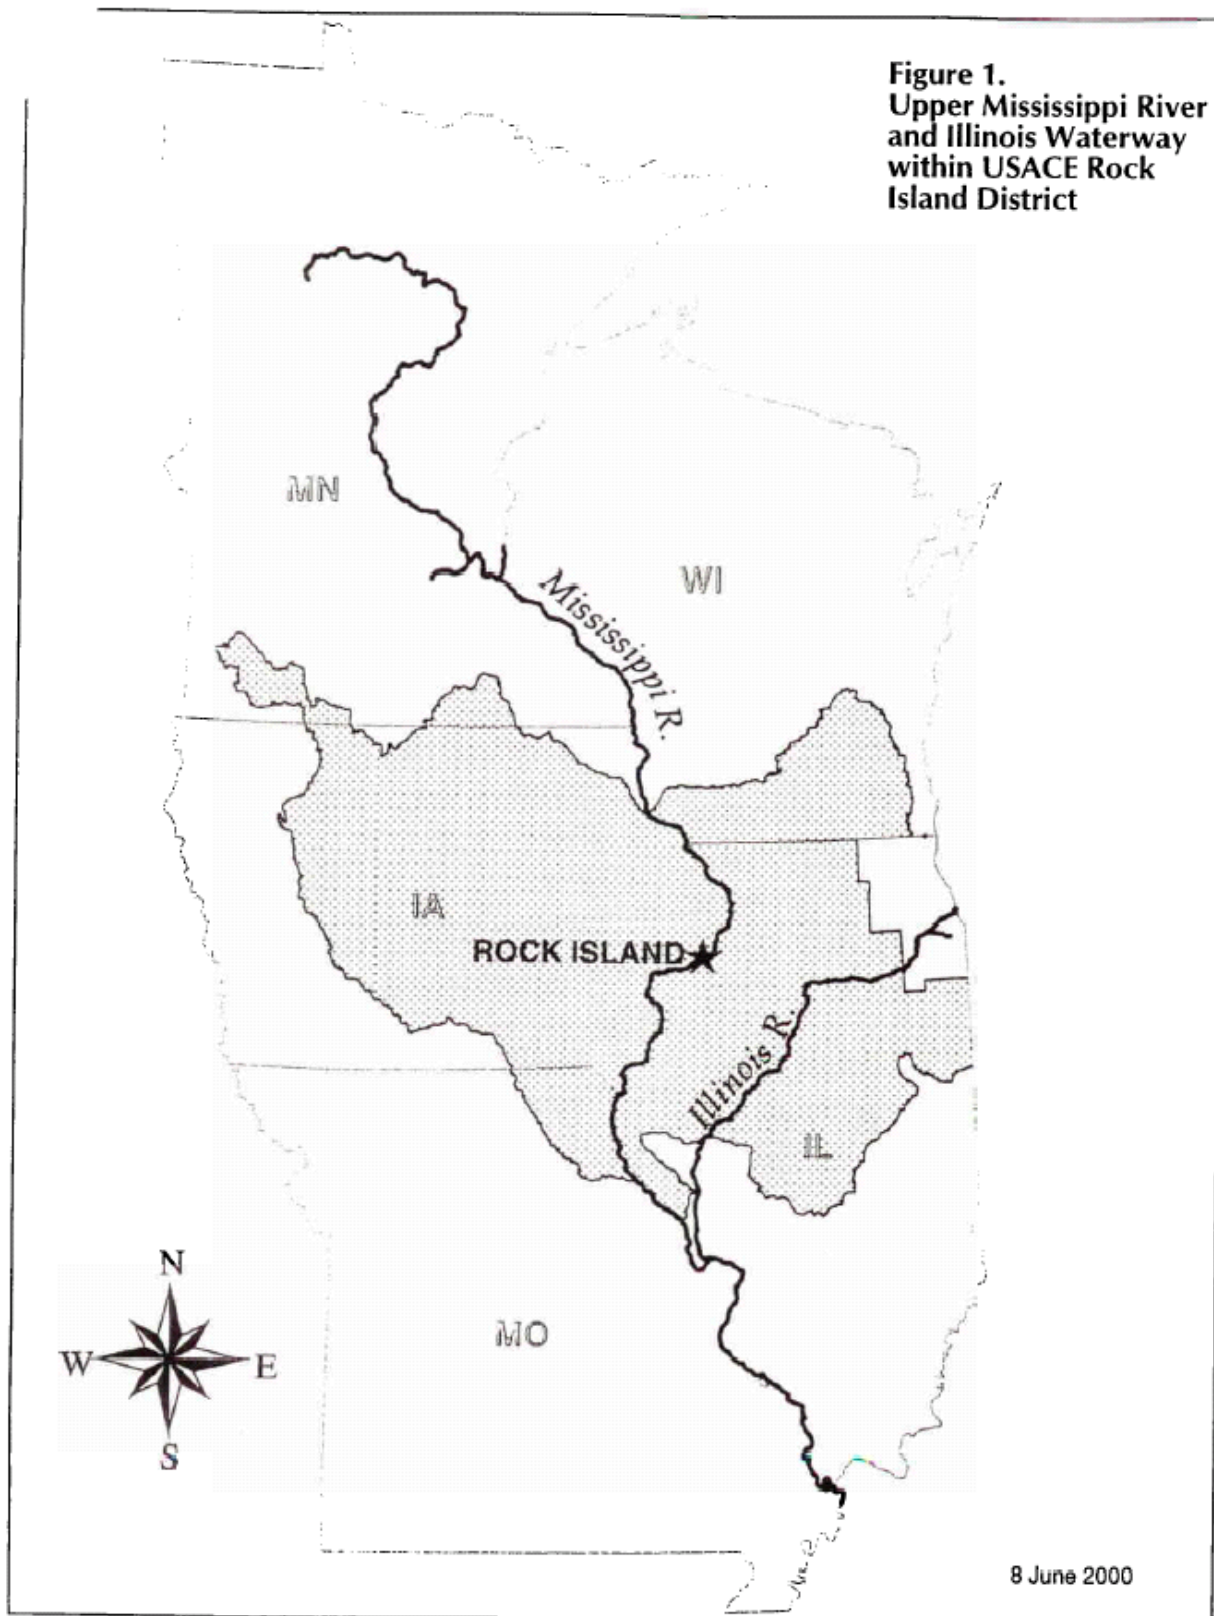 Figure 1.
Upper Mississippi River
and Illinois Waterway
within USACE Rock
Island District
MN
WI
Mississippi R.
IA
ROCK ISLAND
Illinois R.
IL
MO
N
W
E
S
8 June 2000